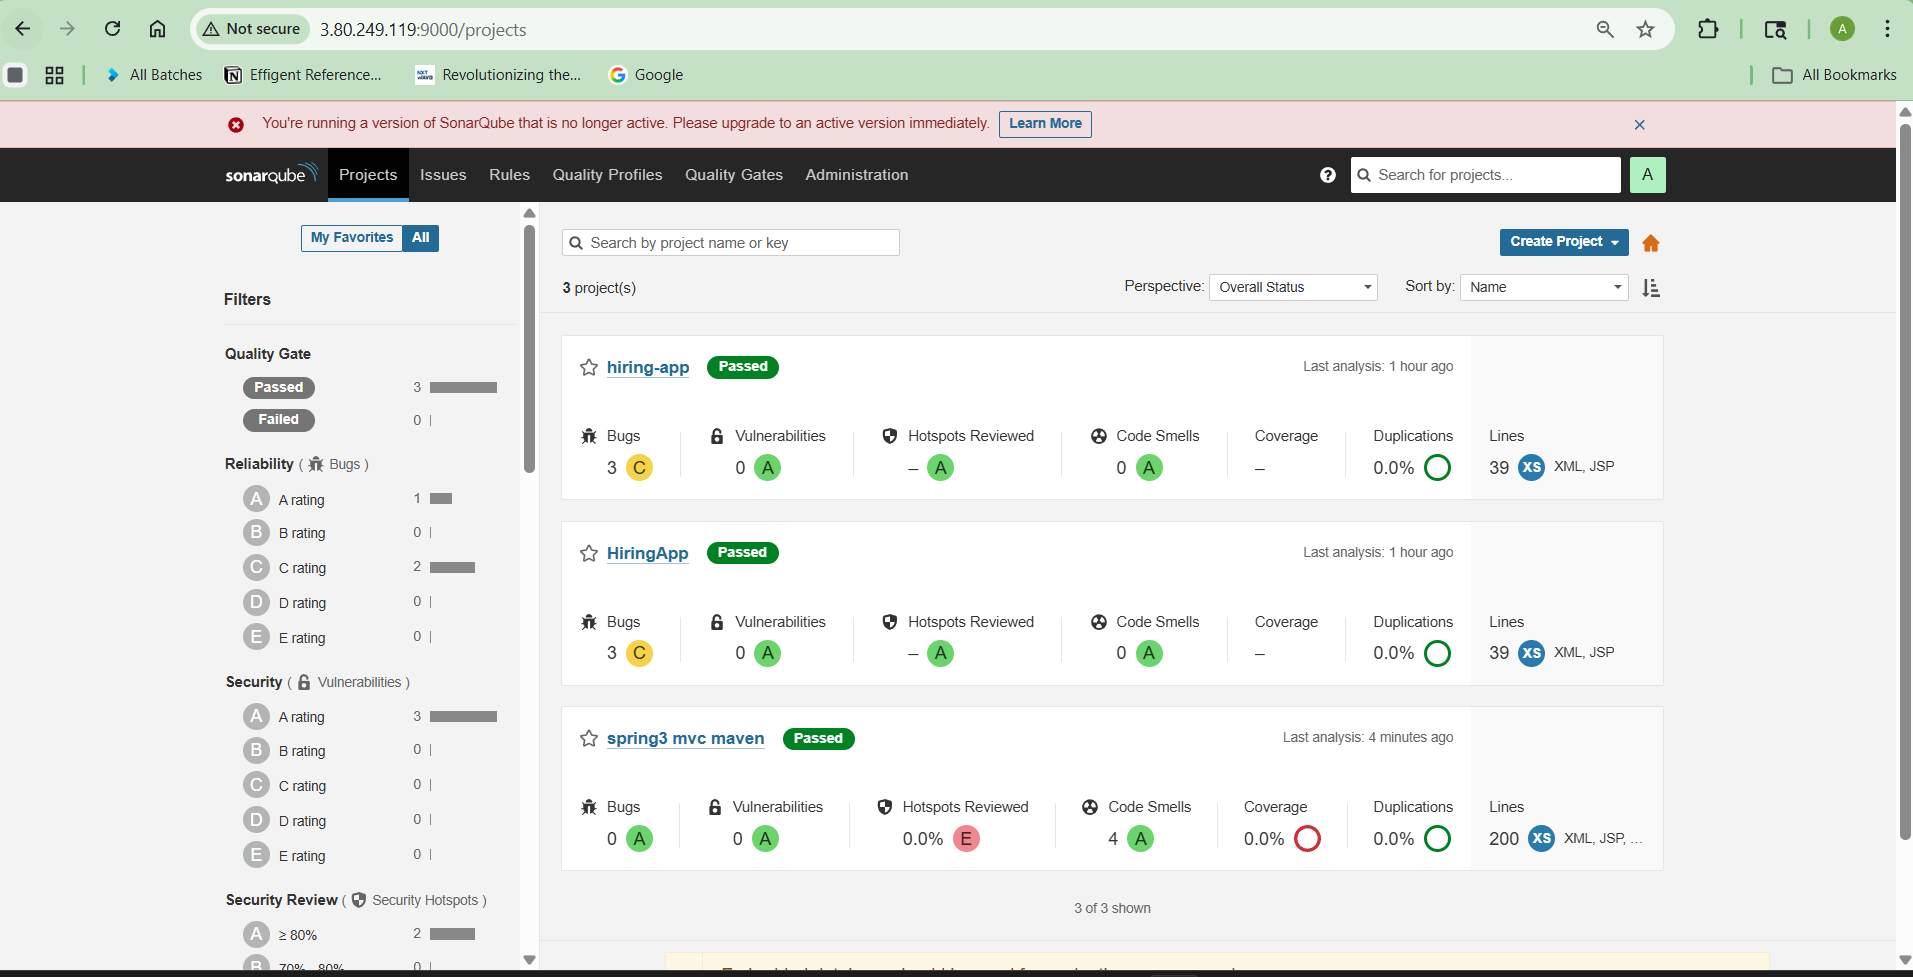 Not secure 3.80.249.119:9000/projects A
All Batches Effigent Reference... Revolutionizing the... Google All Bookmarks
You're running a version of SonarQube that is no longer active. Please upgrade to an active version immediately. Learn More
sonarqube Projects Issues Rules Quality Profiles Quality Gates Administration ? Search for projects... A
My Favorites All
Filters
Quality Gate
Passed 3
Failed 0
Reliability ( Bugs )
A A rating 1
B B rating 0
C C rating 2
D D rating 0
E E rating 0
Security ( Vulnerabilities )
A A rating 3
B B rating 0
C C rating 0
D D rating 0
E E rating 0
Security Review ( Security Hotspots )
A ≥ 80% 2
B 70% - 80% 0
Search by project name or key Create Project
3 project(s) Perspective: Overall Status Sort by: Name
hiring-app Passed Last analysis: 1 hour ago
Bugs Vulnerabilities Hotspots Reviewed Code Smells Coverage Duplications Lines
3 C 0 A – A 0 A – 0.0% 39 XS XML, JSP
HiringApp Passed Last analysis: 1 hour ago
Bugs Vulnerabilities Hotspots Reviewed Code Smells Coverage Duplications Lines
3 C 0 A – A 0 A – 0.0% 39 XS XML, JSP
spring3 mvc maven Passed Last analysis: 4 minutes ago
Bugs Vulnerabilities Hotspots Reviewed Code Smells Coverage Duplications Lines
0 A 0 A 0.0% E 4 A 0.0% 0.0% 200 XS XML, JSP, ...
3 of 3 shown